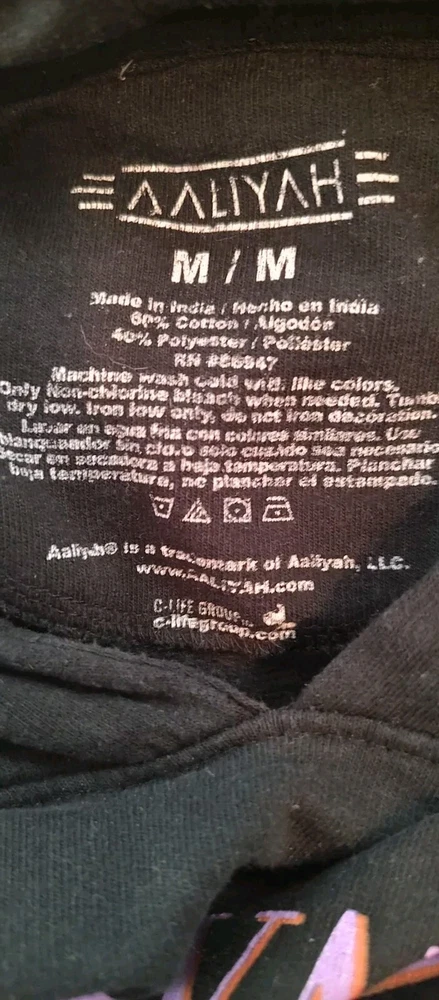 AALIYAH
M / M
Made in India / Hecho en India
60% Cotton / Algodón
40% Polyester / Poliéster
RN #86947
Machine wash cold with like colors.
Only Non-chlorine bleach when needed. Tumb
dry low. Iron low only, do not iron decoration.
Lavar en agua fria con colores similares. Use
blanqueador sin cloro solo cuando sea necesario
Secar en secadora a baja temperatura. Planchar
baja temperatura, no planchar el estampado.
Aaliyah® is a trademark of Aaliyah, LLC.
www.AALIYAH.com
C-LIFE GROUP
c-lifegroup.com